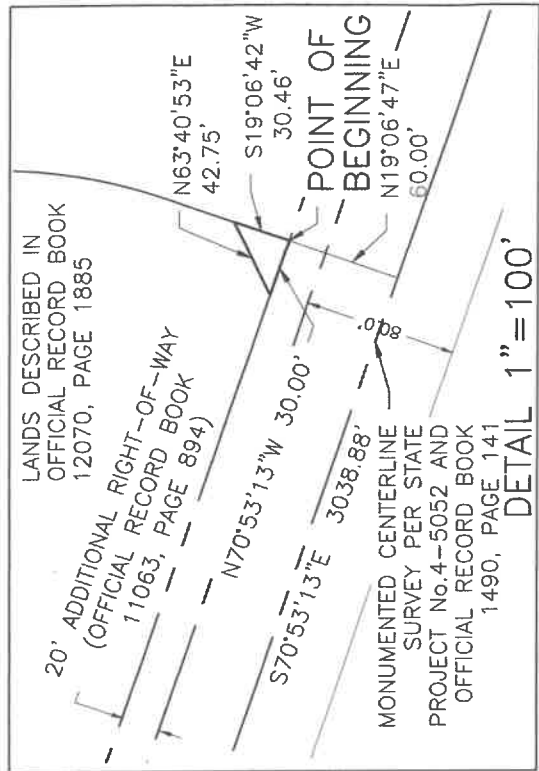 LANDS DESCRIBED IN
OFFICIAL RECORD BOOK
12070, PAGE 1885
N63°40'53"E
42.75'
S19°06'42"W
30.46'
POINT OF
BEGINNING
N19°06'47"E
60.00'
20' ADDITIONAL RIGHT-OF-WAY
(OFFICIAL RECORD BOOK
11063, PAGE 894)
N70°53'13"W 30.00'
S70°53'13"E 3038.88'
80.0'
MONUMENTED CENTERLINE
SURVEY PER STATE
PROJECT No.4-5052 AND
OFFICIAL RECORD BOOK
1490, PAGE 141
DETAIL 1"=100'